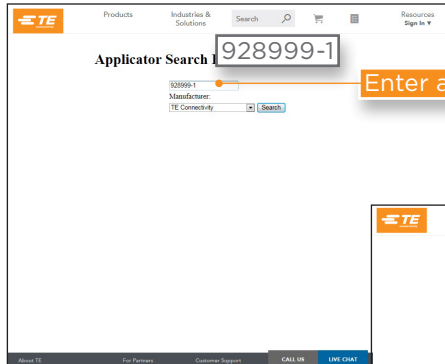 TE
Products
Industries &
Solutions
Search
Resources
Sign In ▼
Applicator Search
928999-1
Enter a
928999-1
Manufacturer:
TE Connectivity
Search
TE
About TE
For Partners
Customer Support
CALL US
LIVE CHAT